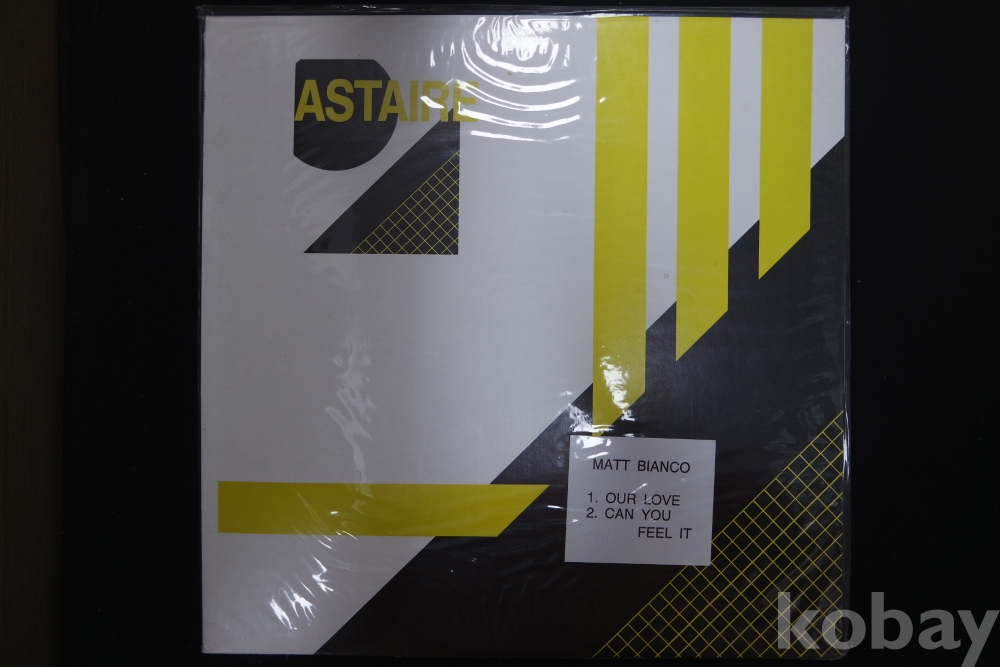 ASTAIRE
MATT BIANCO
1. OUR LOVE
2. CAN YOU
FEEL IT
kobay